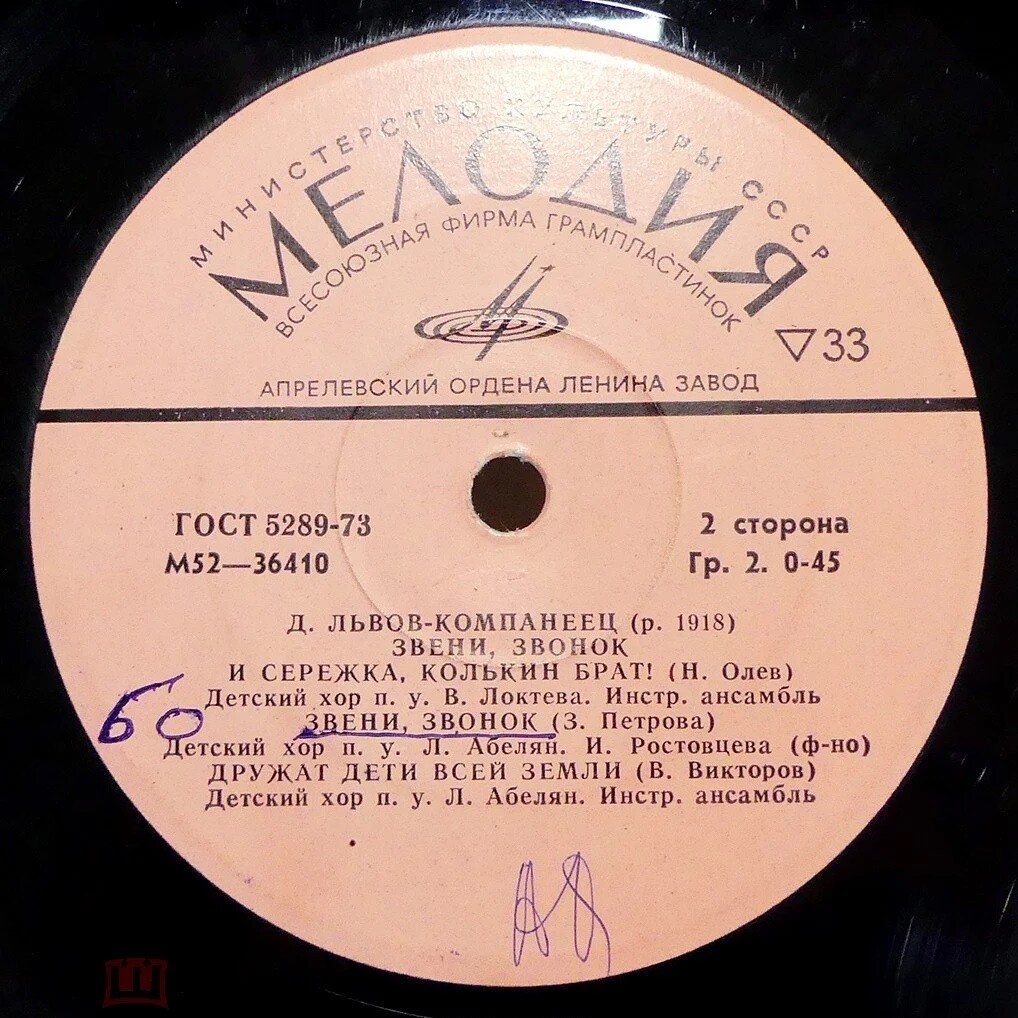 МИНИСТЕРСТВО КУЛЬТУРЫ СССР
МЕЛОДИЯ
ВСЕСОЮЗНАЯ ФИРМА ГРАМПЛАСТИНОК
33
АПРЕЛЕВСКИЙ ОРДЕНА ЛЕНИНА ЗАВОД
ГОСТ 5289-73 2 сторона
М52—36410 Гр. 2. 0-45
Д. ЛЬВОВ-КОМПАНЕЕЦ (р. 1918)
ЗВЕНИ, ЗВОНОК
И СЕРЕЖКА, КОЛЬКИН БРАТ! (Н. Олев)
Детский хор п. у. В. Локтева. Инстр. ансамбль
ЗВЕНИ, ЗВОНОК (З. Петрова)
Детский хор п. у. Л. Абелян. И. Ростовцева (ф-но)
ДРУЖАТ ДЕТИ ВСЕЙ ЗЕМЛИ (В. Викторов)
Детский хор п. у. Л. Абелян. Инстр. ансамбль